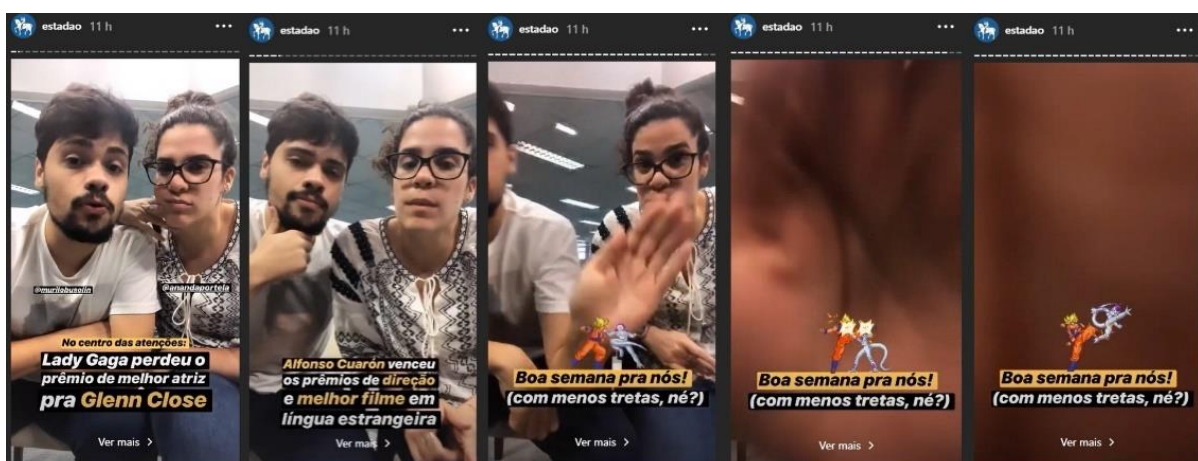 estadao 11 h
@murilobusolin
@anandaportela
No centro das atenções:
Lady Gaga perdeu o
prêmio de melhor atriz
pra Glenn Close
Ver mais >
estadao 11 h
Alfonso Cuarón venceu
os prêmios de direção
e melhor filme em
língua estrangeira
Ver mais >
estadao 11 h
Boa semana pra nós!
(com menos tretas, né?)
Ver mais >
estadao 11 h
Boa semana pra nós!
(com menos tretas, né?)
Ver mais >
estadao 11 h
Boa semana pra nós!
(com menos tretas, né?)
Ver mais >